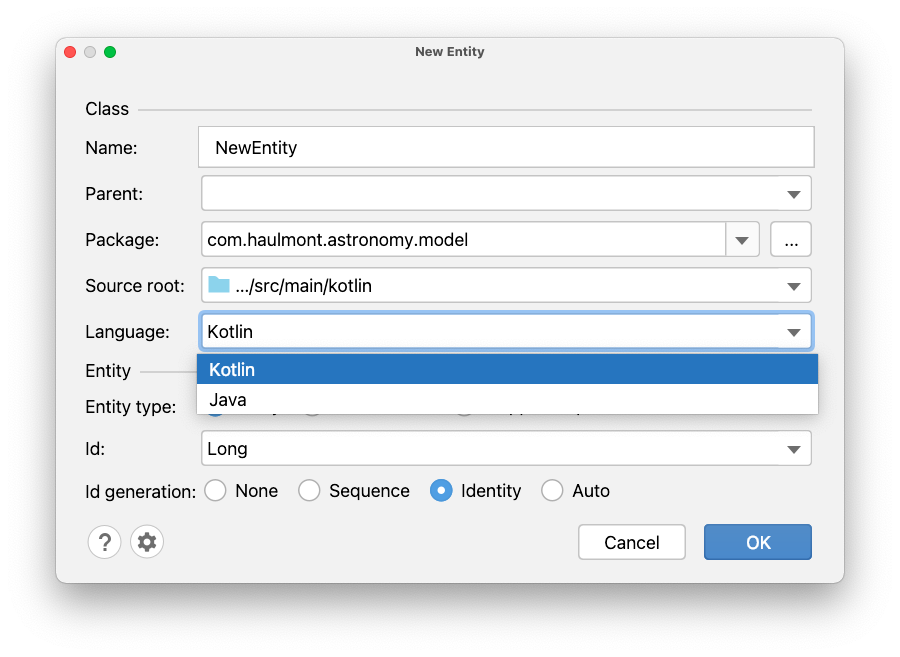 New Entity
Class
Name: NewEntity
Parent:
Package: com.haulmont.astronomy.model ...
Source root: .../src/main/kotlin
Language: Kotlin
Kotlin
Entity
Java
Entity type:
Id: Long
Id generation: None Sequence Identity Auto
? Cancel OK